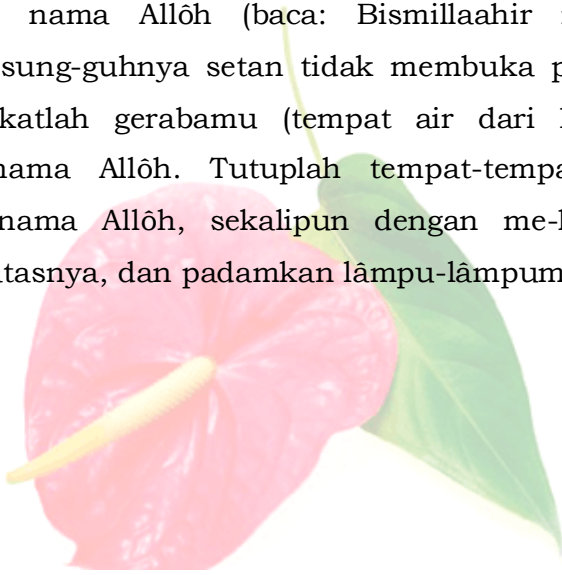 nama Allôh (baca: Bismillaahir
sung-guhnya setan tidak membuka p
katlah gerabamu (tempat air dari
nama Allôh. Tutuplah tempat-tempa
nama Allôh, sekalipun dengan me-l
tasnya, dan padamkan lâmpu-lâmpum